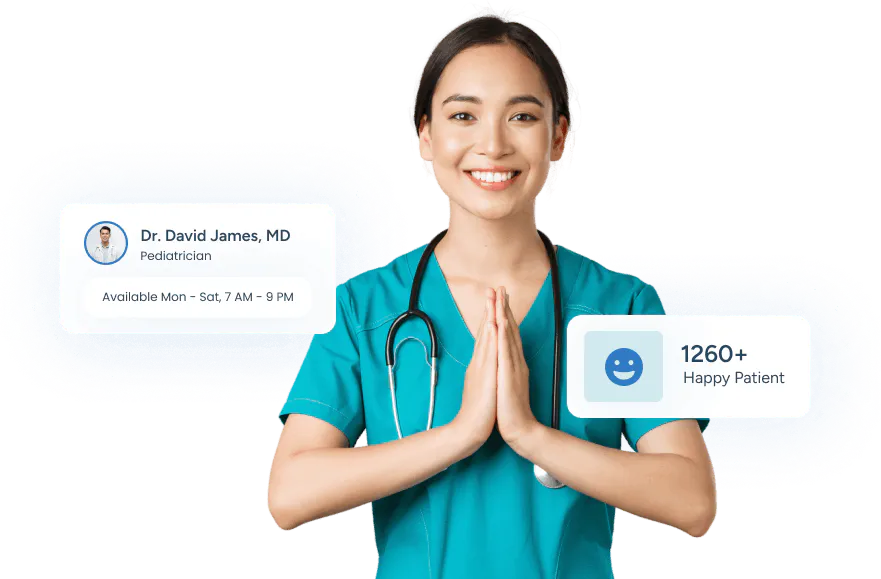 Dr. David James, MD
Pediatrician
Available Mon - Sat, 7 AM - 9 PM
1260+
Happy Patient